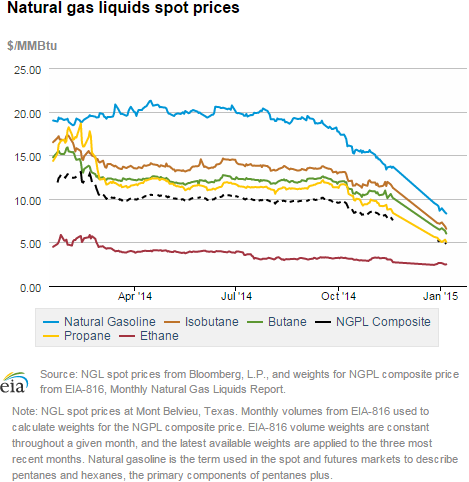 Natural gas liquids spot prices
$/MMBtu
25.00
20.00
15.00
10.00
5.00
0.00
Apr '14 Jul '14 Oct '14 Jan '15
Natural Gasoline Isobutane Butane NGPL Composite
Propane Ethane
eia
Source: NGL spot prices from Bloomberg, L.P., and weights for NGPL composite price
from EIA-816, Monthly Natural Gas Liquids Report.
Note: NGL spot prices at Mont Belvieu, Texas. Monthly volumes from EIA-816 used to
calculate weights for the NGPL composite price. EIA-816 volume weights are constant
throughout a given month, and the latest available weights are applied to the three most
recent months. Natural gasoline is the term used in the spot and futures markets to describe
pentanes and hexanes, the primary components of pentanes plus.